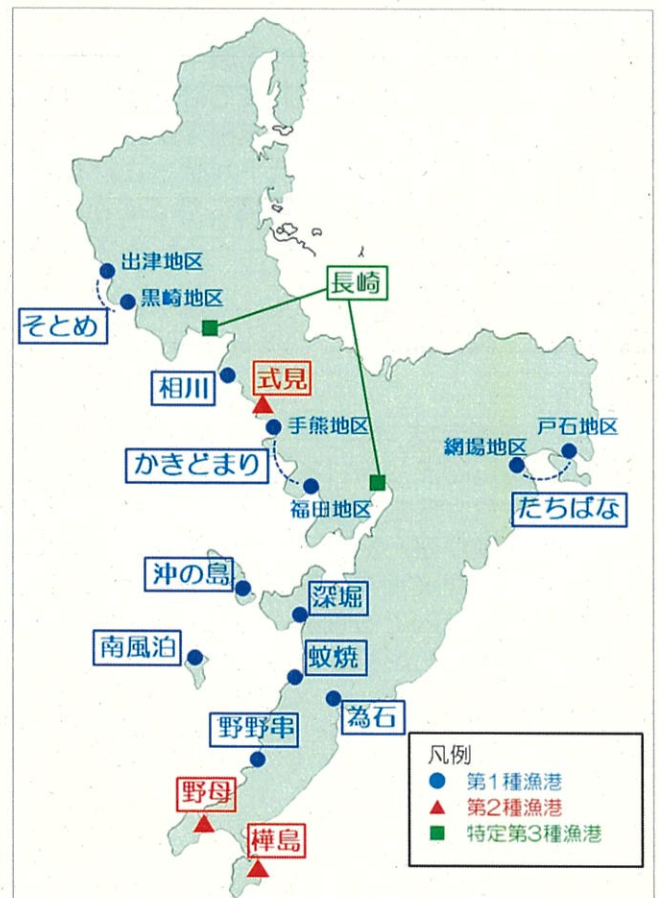 出津地区
黒崎地区
そとめ
長崎
相川
式見
手熊地区
かきどまり
福田地区
戸石地区
網場地区
たちばな
沖の島
深堀
南風泊
蚊焼
為石
野野串
野母
樺島
凡例
第1種漁港
第2種漁港
特定第3種漁港